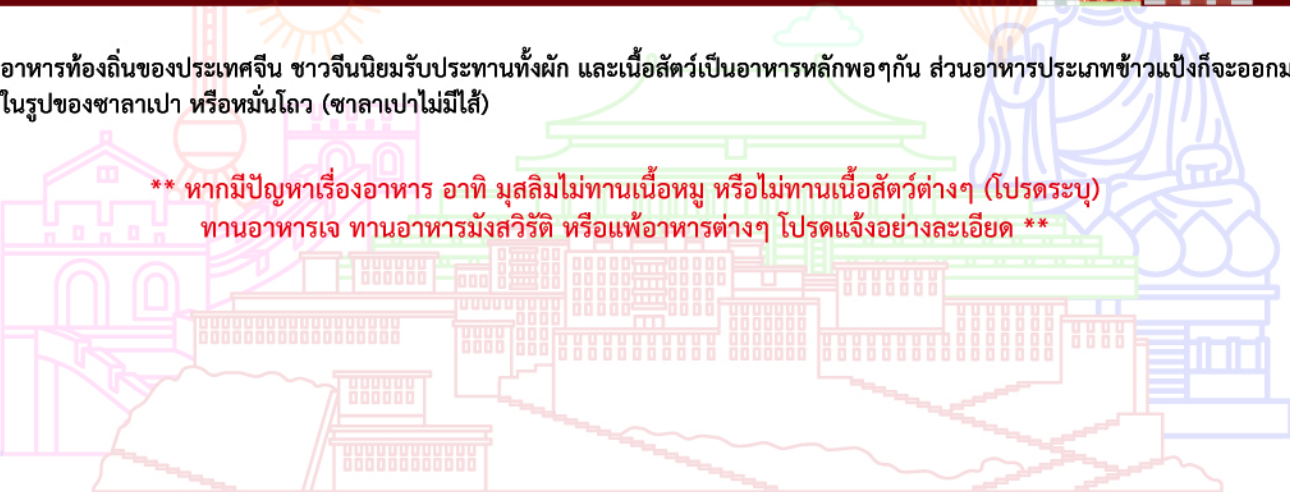 อาหารท้องถิ่นของประเทศจีน ชาวจีนนิยมรับประทานทั้งผัก และเนื้อสัตว์เป็นอาหารหลักพอๆกัน ส่วนอาหารประเภทข้าวแป้งก็จะออกม
ในรูปของซาลาเปา หรือหมั่นโถว (ซาลาเปาไม่มีไส้)
** หากมีปัญหาเรื่องอาหาร อาทิ มุสลิมไม่ทานเนื้อหมู หรือไม่ทานเนื้อสัตว์ต่างๆ (โปรดระบุ)
ทานอาหารเจ ทานอาหารมังสวิรัติ หรือแพ้อาหารต่างๆ โปรดแจ้งอย่างละเอียด **